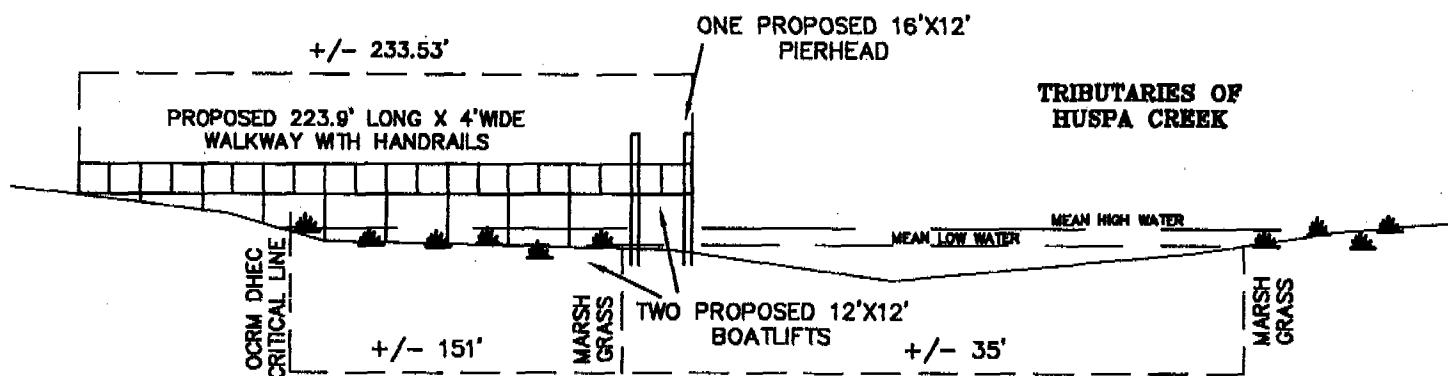 ONE PROPOSED 16'X12'
PIERHEAD
+/- 233.53'
TRIBUTARIES OF
HUSPA CREEK
PROPOSED 223.9' LONG X 4'WIDE
WALKWAY WITH HANDRAILS
MEAN HIGH WATER
MEAN LOW WATER
OCRM DHEC
CRITICAL LINE
MARSH
GRASS
TWO PROPOSED 12'X12'
BOATLIFTS
MARSH
GRASS
+/- 151'
+/- 35'